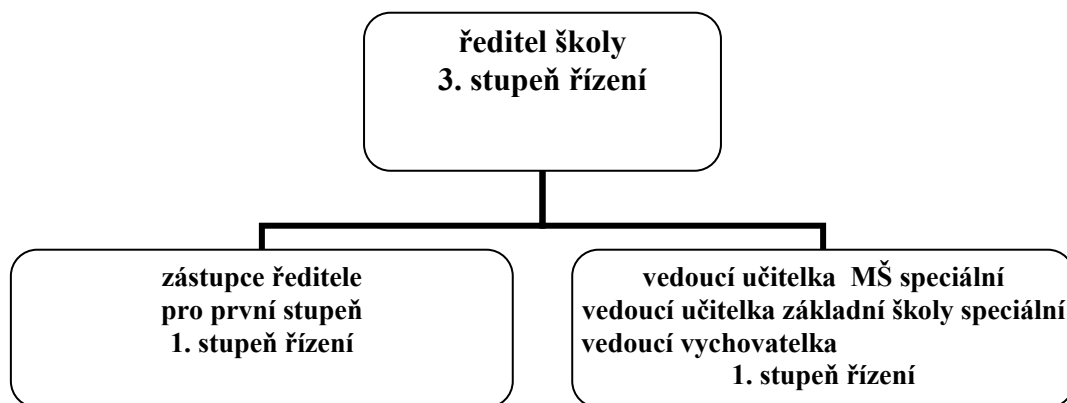 ředitel školy
3. stupeň řízení
zástupce ředitele
pro první stupeň
1. stupeň řízení
vedoucí učitelka MŠ speciální
vedoucí učitelka základní školy speciální
vedoucí vychovatelka
1. stupeň řízení